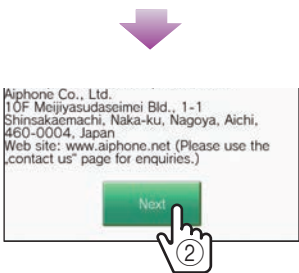 Aiphone Co., Ltd.
10F Meijiyasudaseimei Bld., 1-1
Shinsakaemachi, Naka-ku, Nagoya, Aichi,
460-0004, Japan
Web site: www.aiphone.net (Please use the
„contact us" page for enquiries.)
Next
②